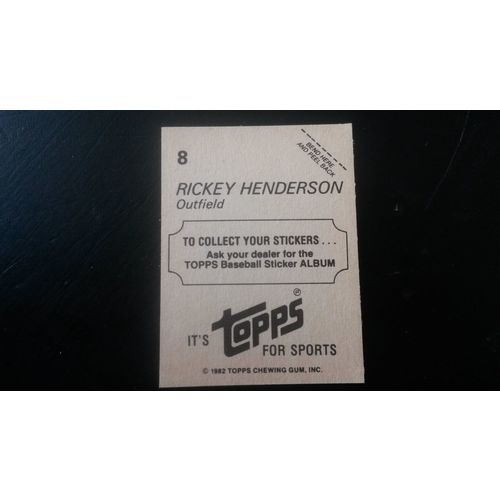 8
BEND HERE
AND PEEL BACK
RICKEY HENDERSON
Outfield
TO COLLECT YOUR STICKERS . . .
Ask your dealer for the
TOPPS Baseball Sticker ALBUM
IT'S topps ®
FOR SPORTS
© 1982 TOPPS CHEWING GUM, INC.